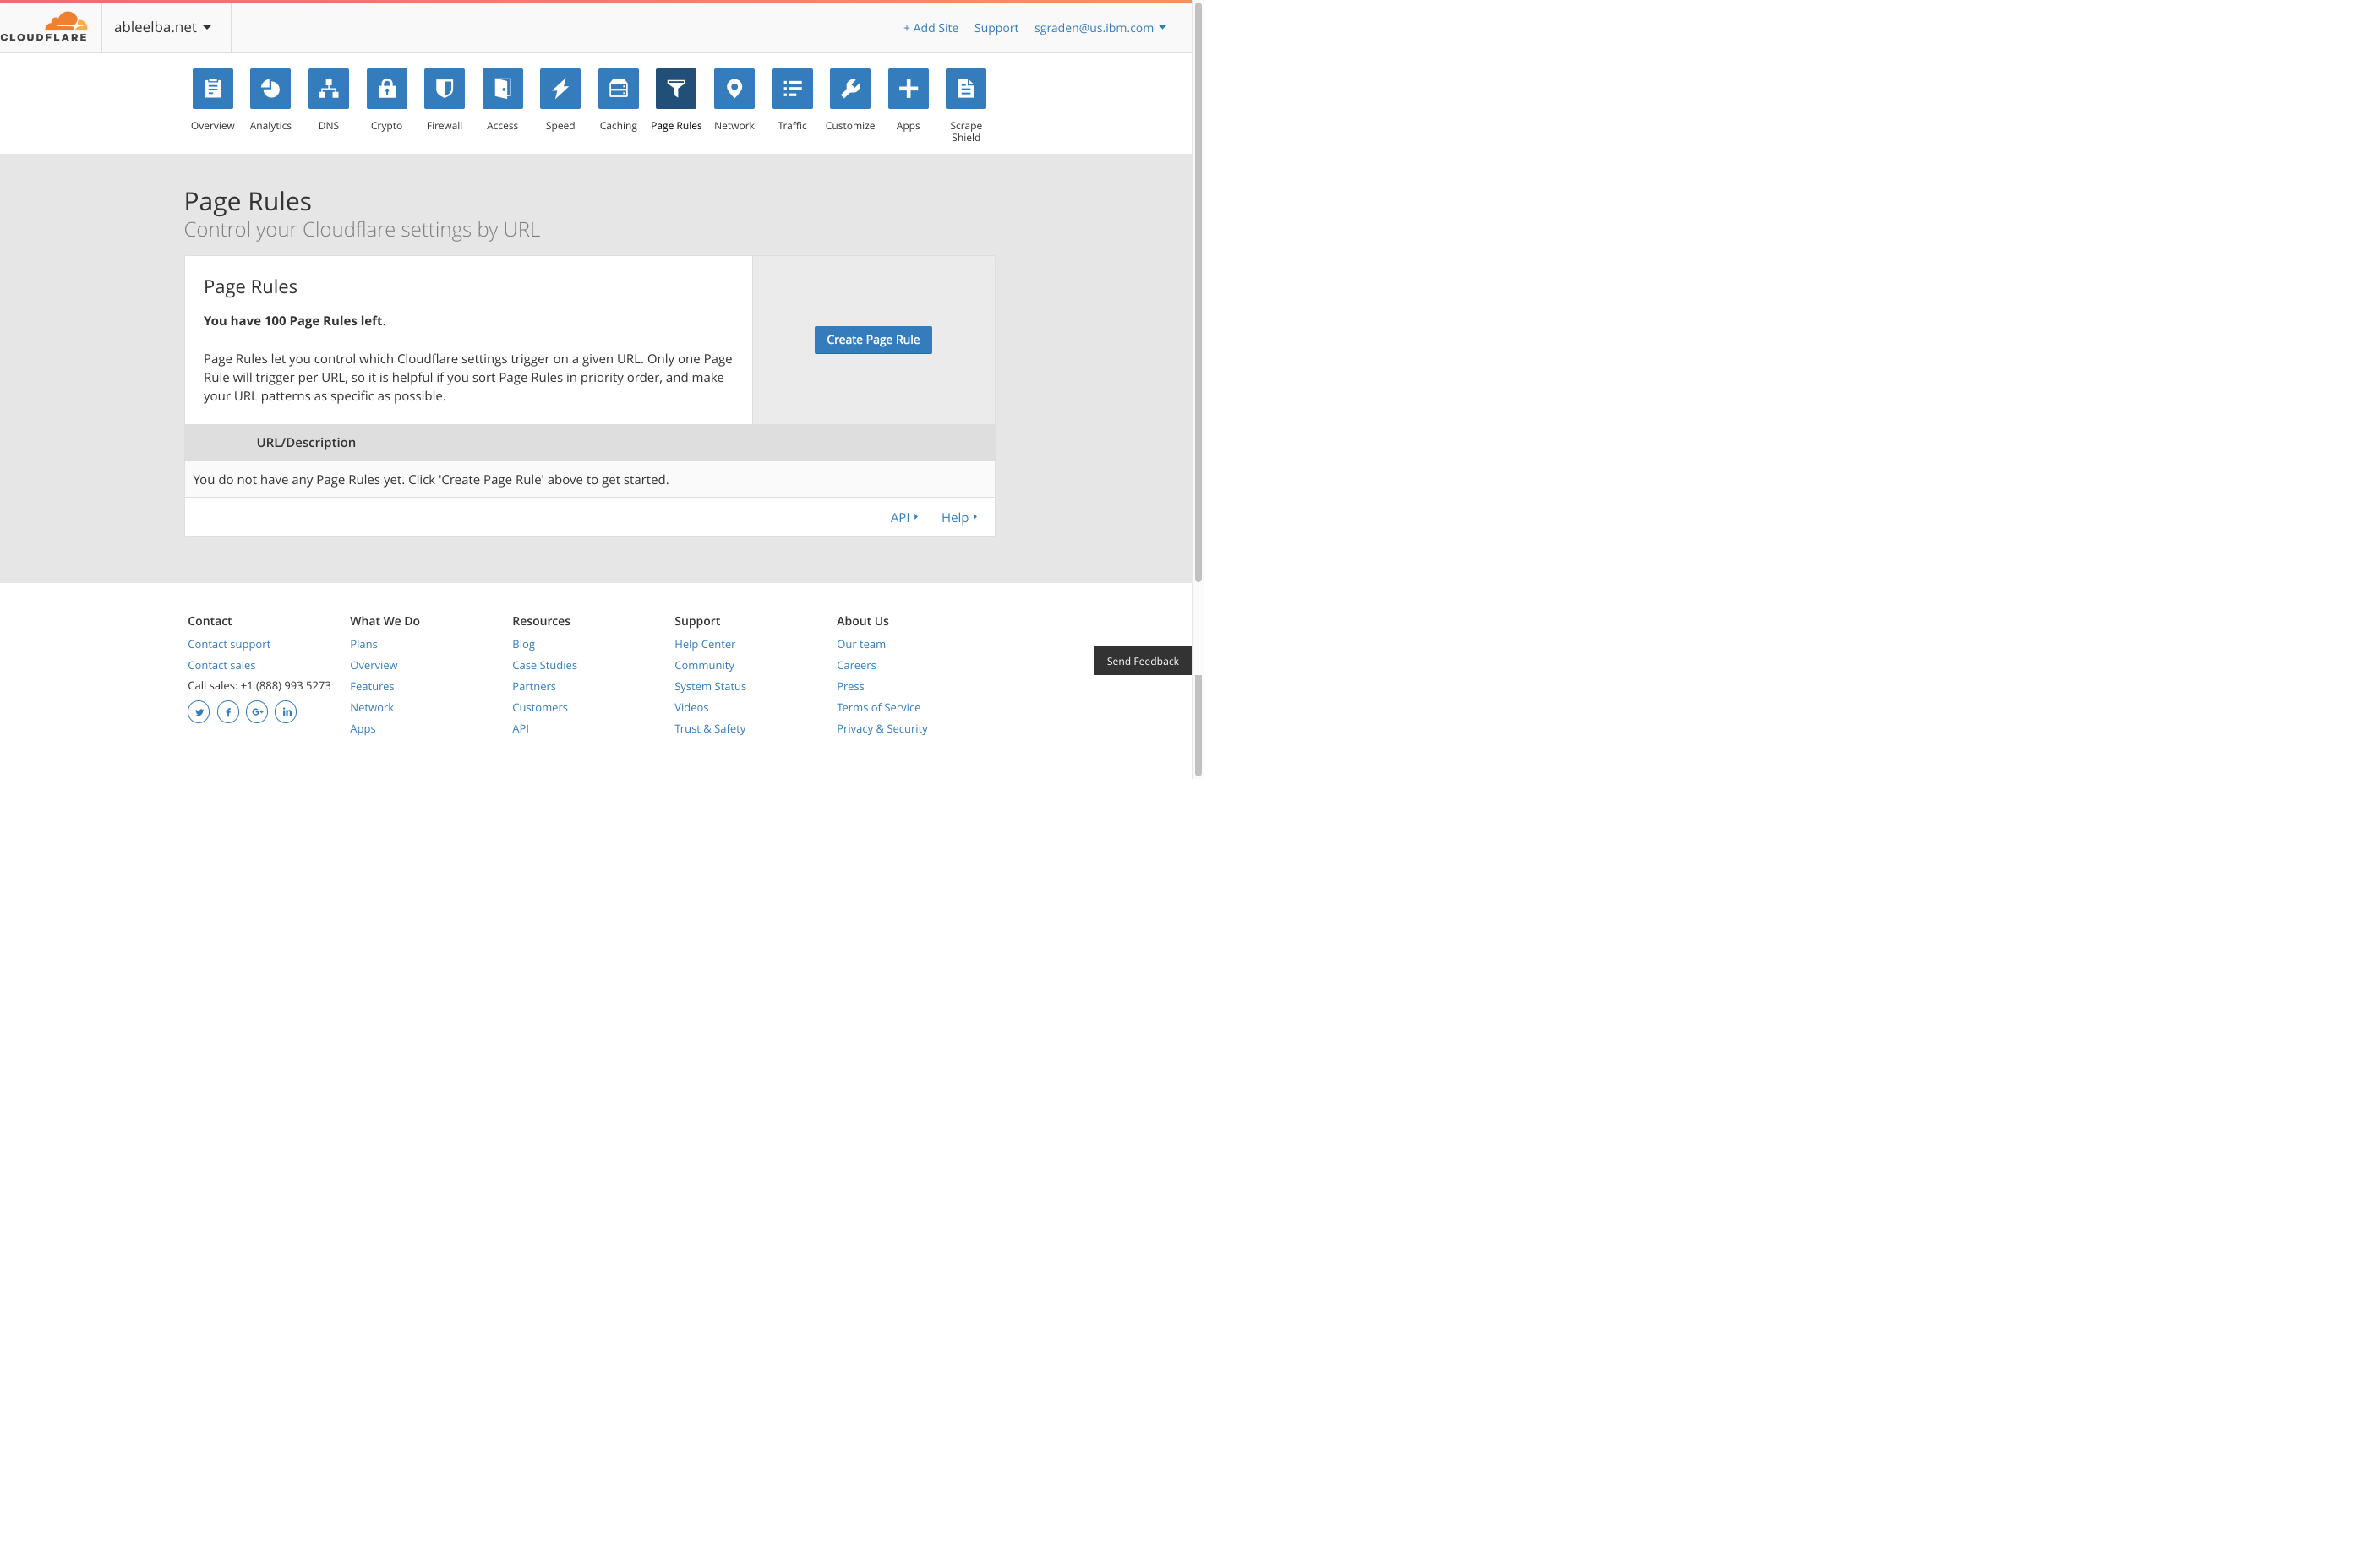 CLOUDFLARE
ableelba.net
+ Add Site Support sgraden@us.ibm.com
Overview Analytics DNS Crypto Firewall Access Speed Caching Page Rules Network Traffic Customize Apps Scrape
Shield
Page Rules
Control your Cloudflare settings by URL
Page Rules
You have 100 Page Rules left.
Page Rules let you control which Cloudflare settings trigger on a given URL. Only one Page
Rule will trigger per URL, so it is helpful if you sort Page Rules in priority order, and make
your URL patterns as specific as possible.
Create Page Rule
URL/Description
You do not have any Page Rules yet. Click 'Create Page Rule' above to get started.
API Help
Contact
Contact support
Contact sales
Call sales: +1 (888) 993 5273
What We Do
Plans
Overview
Features
Network
Apps
Resources
Blog
Case Studies
Partners
Customers
API
Support
Help Center
Community
System Status
Videos
Trust & Safety
About Us
Our team
Careers
Press
Terms of Service
Privacy & Security
Send Feedback